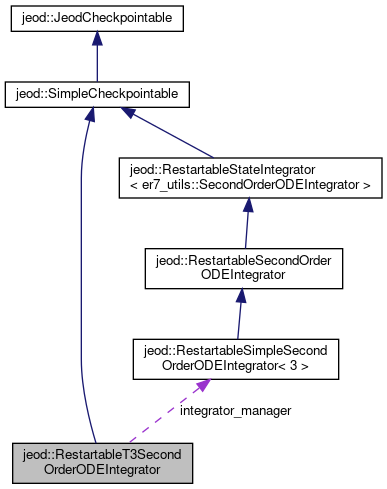 jeod::JeodCheckpointable
jeod::SimpleCheckpointable
jeod::RestartableStateIntegrator
< er7_utils::SecondOrderODEIntegrator >
jeod::RestartableSecondOrder
ODEIntegrator
jeod::RestartableSimpleSecond
OrderODEIntegrator< 3 >
integrator_manager
jeod::RestartableT3Second
OrderODEIntegrator